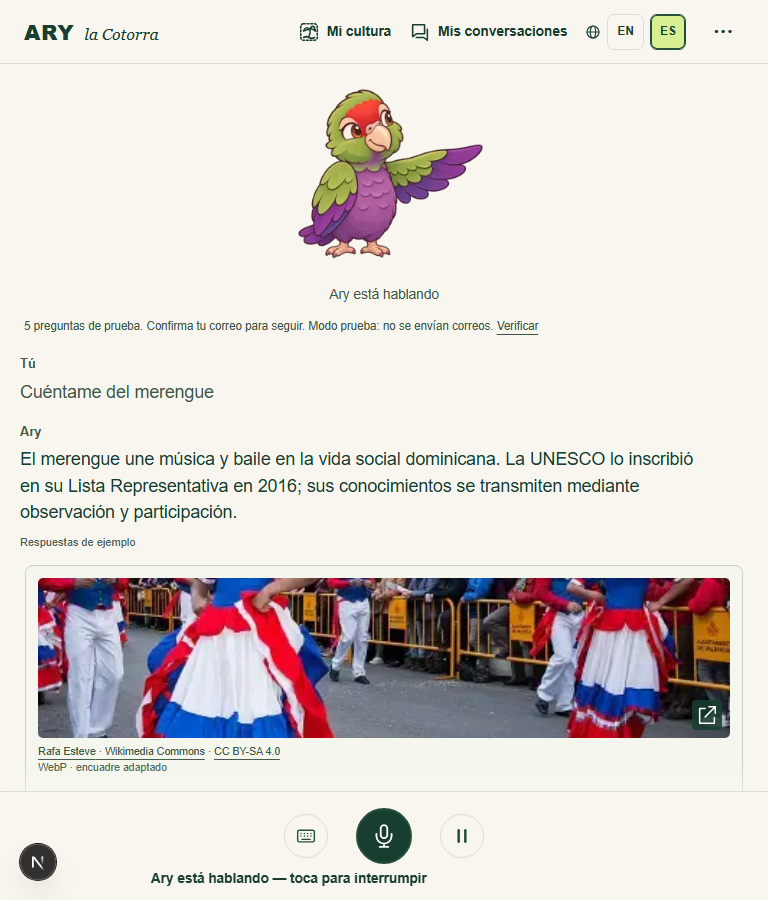 ARY la Cotorra
Mi cultura
Mis conversaciones
EN
ES
Ary está hablando
5 preguntas de prueba. Confirma tu correo para seguir. Modo prueba: no se envían correos. Verificar
Tú
Cuéntame del merengue
Ary
El merengue une música y baile en la vida social dominicana. La UNESCO lo inscribió
en su Lista Representativa en 2016; sus conocimientos se transmiten mediante
observación y participación.
Respuestas de ejemplo
Rafa Esteve · Wikimedia Commons · CC BY-SA 4.0
WebP · encuadre adaptado
N
Ary está hablando — toca para interrumpir